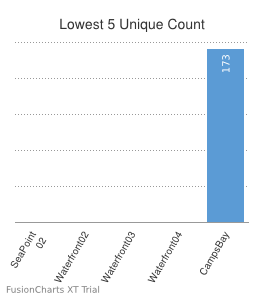 Lowest 5 Unique Count
173
SeaPoint
02
Waterfront02
Waterfront03
Waterfront04
CampsBay
FusionCharts XT Trial